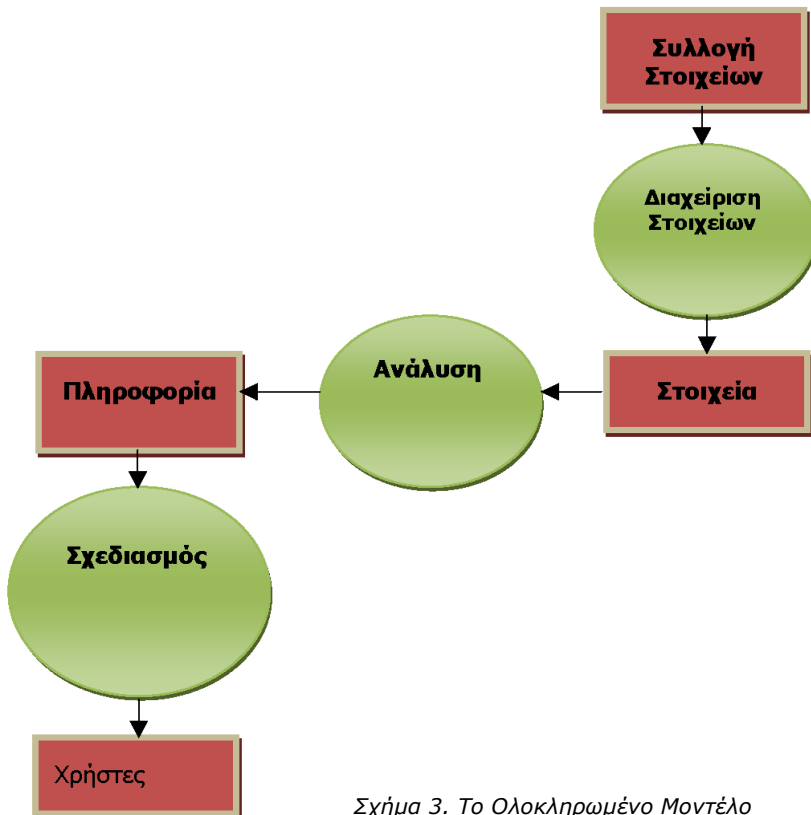 Συλλογή
Στοιχείων
Διαχείριση
Στοιχείων
Στοιχεία
Ανάλυση
Πληροφορία
Σχεδιασμός
Χρήστες
Σχήμα 3. Το Ολοκληρωμένο Μοντέλο